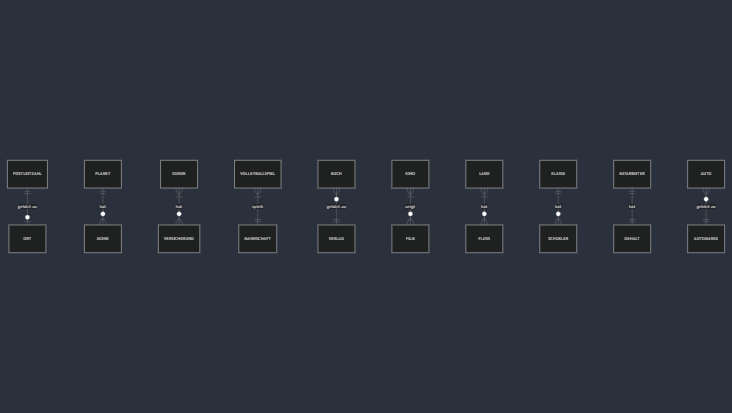 POSTLEITZAHL PLANET KUNDE VOLLEYBALLSPIEL BUCH KINO LAND KLASSE MITARBEITER AUTO
gehört zu hat hat spielt gehört zu zeigt hat hat hat gehört zu
ORT MOND VERSICHERUNG MANNSCHAFT VERLAG FILM FLUSS SCHUELER GEHALT AUTOMARKE